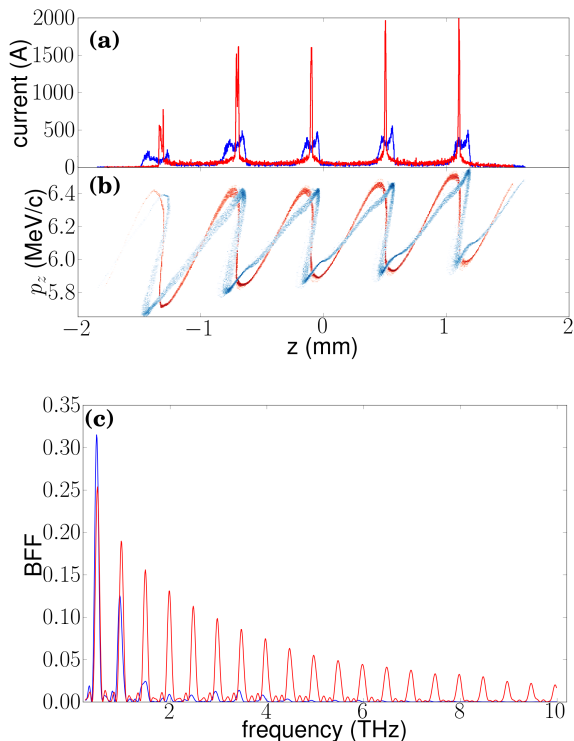 2000
1500
1000
500
0
current (A)
(a)
6.4
6.2
6.0
5.8
p_z (MeV/c)
(b)
−2 −1 0 1 2
z (mm)
0.35
0.30
0.25
0.20
0.15
0.10
0.05
0.00
BFF
(c)
2 4 6 8 10
frequency (THz)